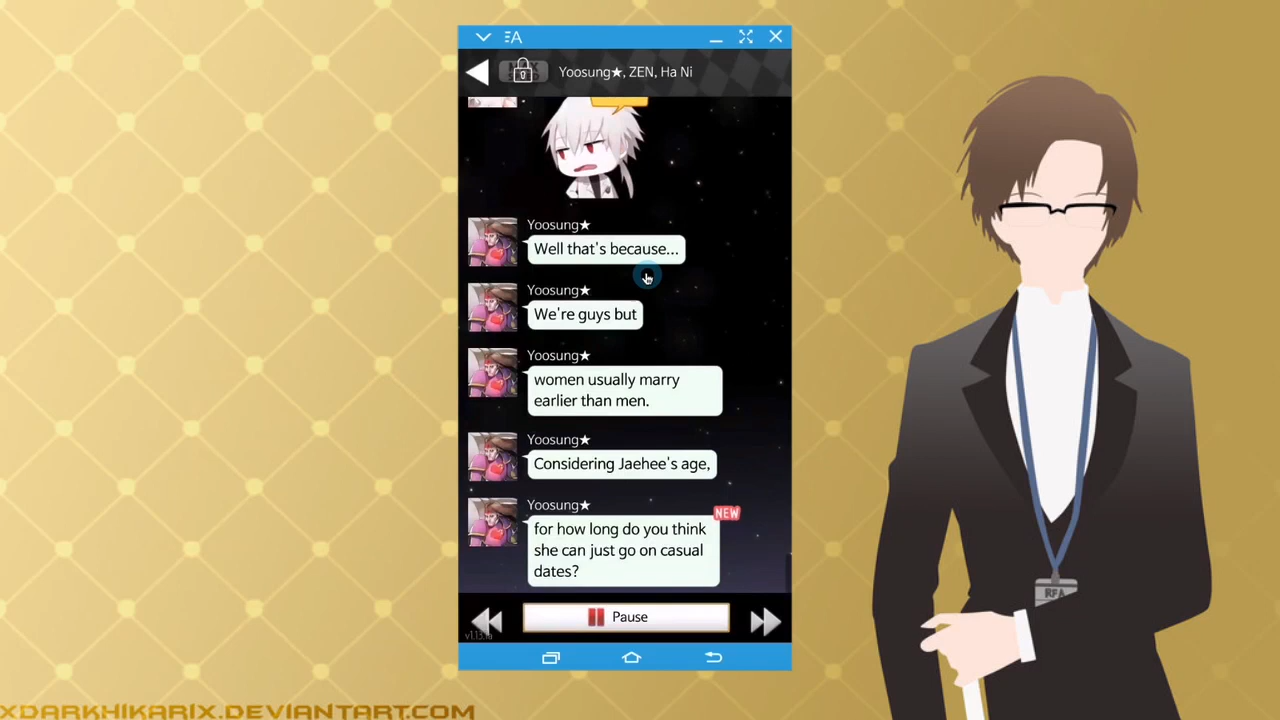 Yoosung★, ZEN, Ha Ni
Yoosung★
Well that's because...
Yoosung★
We're guys but
Yoosung★
women usually marry
earlier than men.
Yoosung★
Considering Jaehee's age,
Yoosung★
NEW
for how long do you think
she can just go on casual
dates?
Pause
RFA
XDARKHIKARIX.DEVIANTART.COM